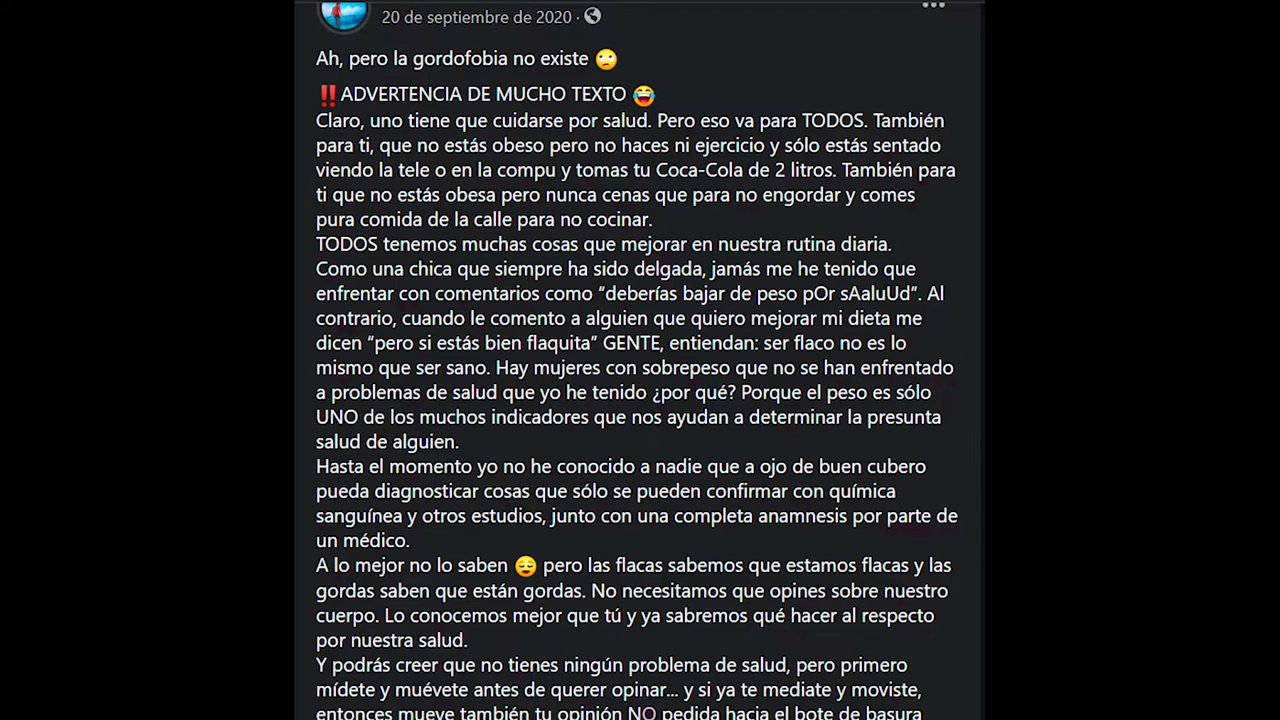 20 de septiembre de 2020 ·
Ah, pero la gordofobia no existe 🙄
‼️ADVERTENCIA DE MUCHO TEXTO 😂
Claro, uno tiene que cuidarse por salud. Pero eso va para TODOS. También
para ti, que no estás obeso pero no haces ni ejercicio y sólo estás sentado
viendo la tele o en la compu y tomas tu Coca-Cola de 2 litros. También para
ti que no estás obesa pero nunca cenas que para no engordar y comes
pura comida de la calle para no cocinar.
TODOS tenemos muchas cosas que mejorar en nuestra rutina diaria.
Como una chica que siempre ha sido delgada, jamás me he tenido que
enfrentar con comentarios como “deberías bajar de peso pOr sAaluUd”. Al
contrario, cuando le comento a alguien que quiero mejorar mi dieta me
dicen “pero si estás bien flaquita” GENTE, entiendan: ser flaco no es lo
mismo que ser sano. Hay mujeres con sobrepeso que no se han enfrentado
a problemas de salud que yo he tenido ¿por qué? Porque el peso es sólo
UNO de los muchos indicadores que nos ayudan a determinar la presunta
salud de alguien.
Hasta el momento yo no he conocido a nadie que a ojo de buen cubero
pueda diagnosticar cosas que sólo se pueden confirmar con química
sanguínea y otros estudios, junto con una completa anamnesis por parte de
un médico.
A lo mejor no lo saben 😌 pero las flacas sabemos que estamos flacas y las
gordas saben que están gordas. No necesitamos que opines sobre nuestro
cuerpo. Lo conocemos mejor que tú y ya sabremos qué hacer al respecto
por nuestra salud.
Y podrás creer que no tienes ningún problema de salud, pero primero
mídete y muévete antes de querer opinar... y si ya te mediate y moviste,
entonces mueve también tu opinión NO pedida hacia el bote de basura